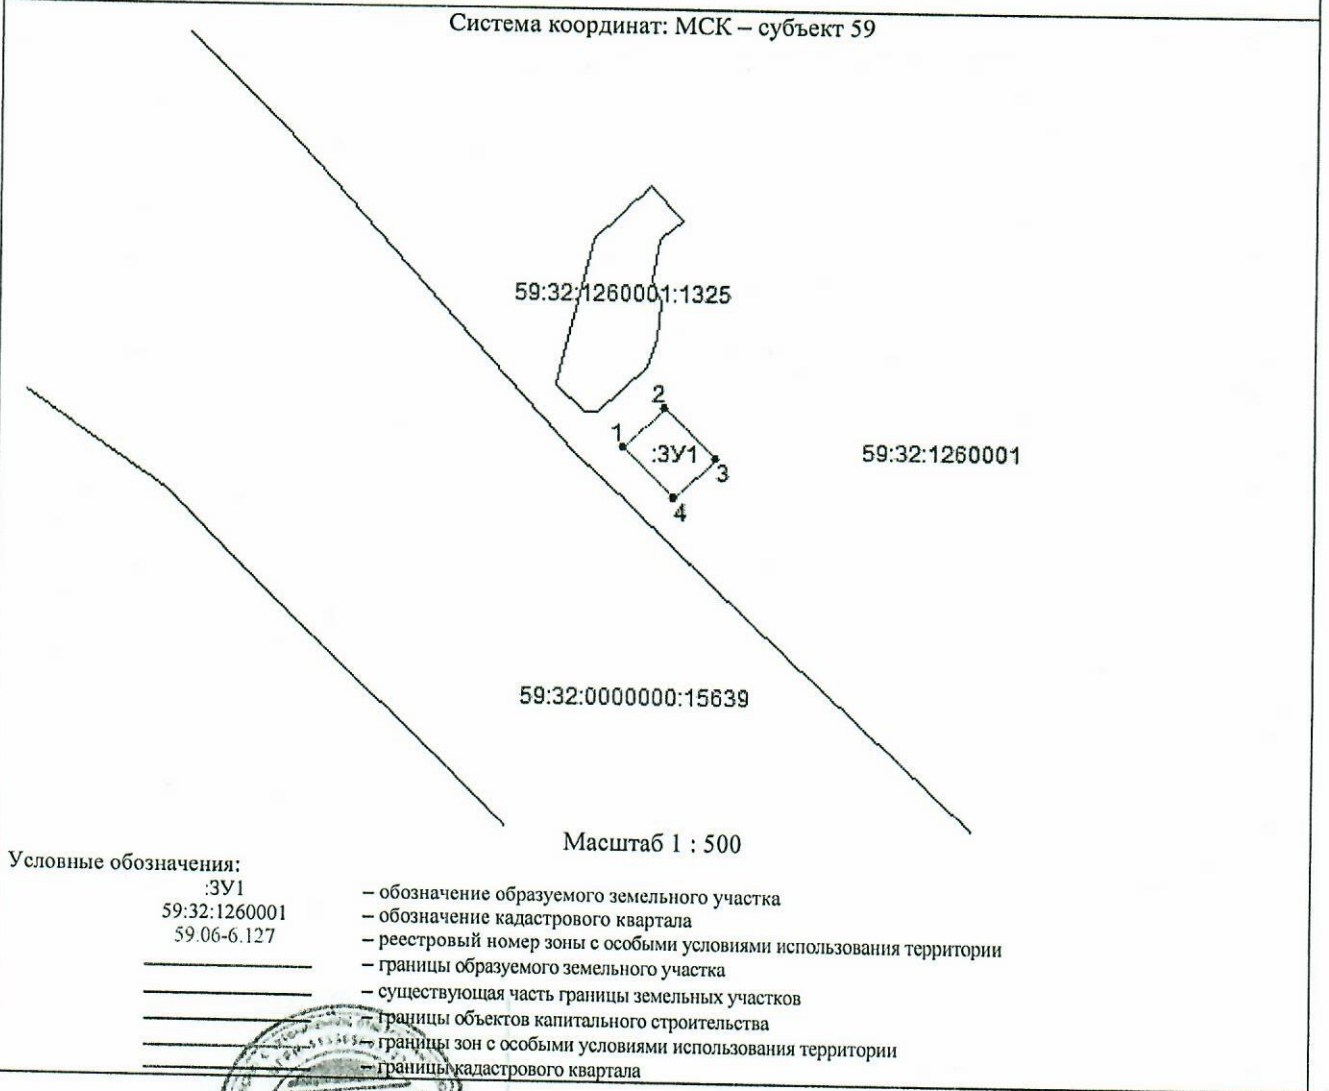 Система координат: МСК – субъект 59
59:32:1260001:1325
2
1
:ЗУ1
59:32:1260001
3
4
59:32:0000000:15639
Масштаб 1 : 500
Условные обозначения:
:ЗУ1 – обозначение образуемого земельного участка
59:32:1260001 – обозначение кадастрового квартала
59.06-6.127 – реестровый номер зоны с особыми условиями использования территории
– границы образуемого земельного участка
– существующая часть границы земельных участков
– границы объектов капитального строительства
– границы зон с особыми условиями использования территории
– границы кадастрового квартала